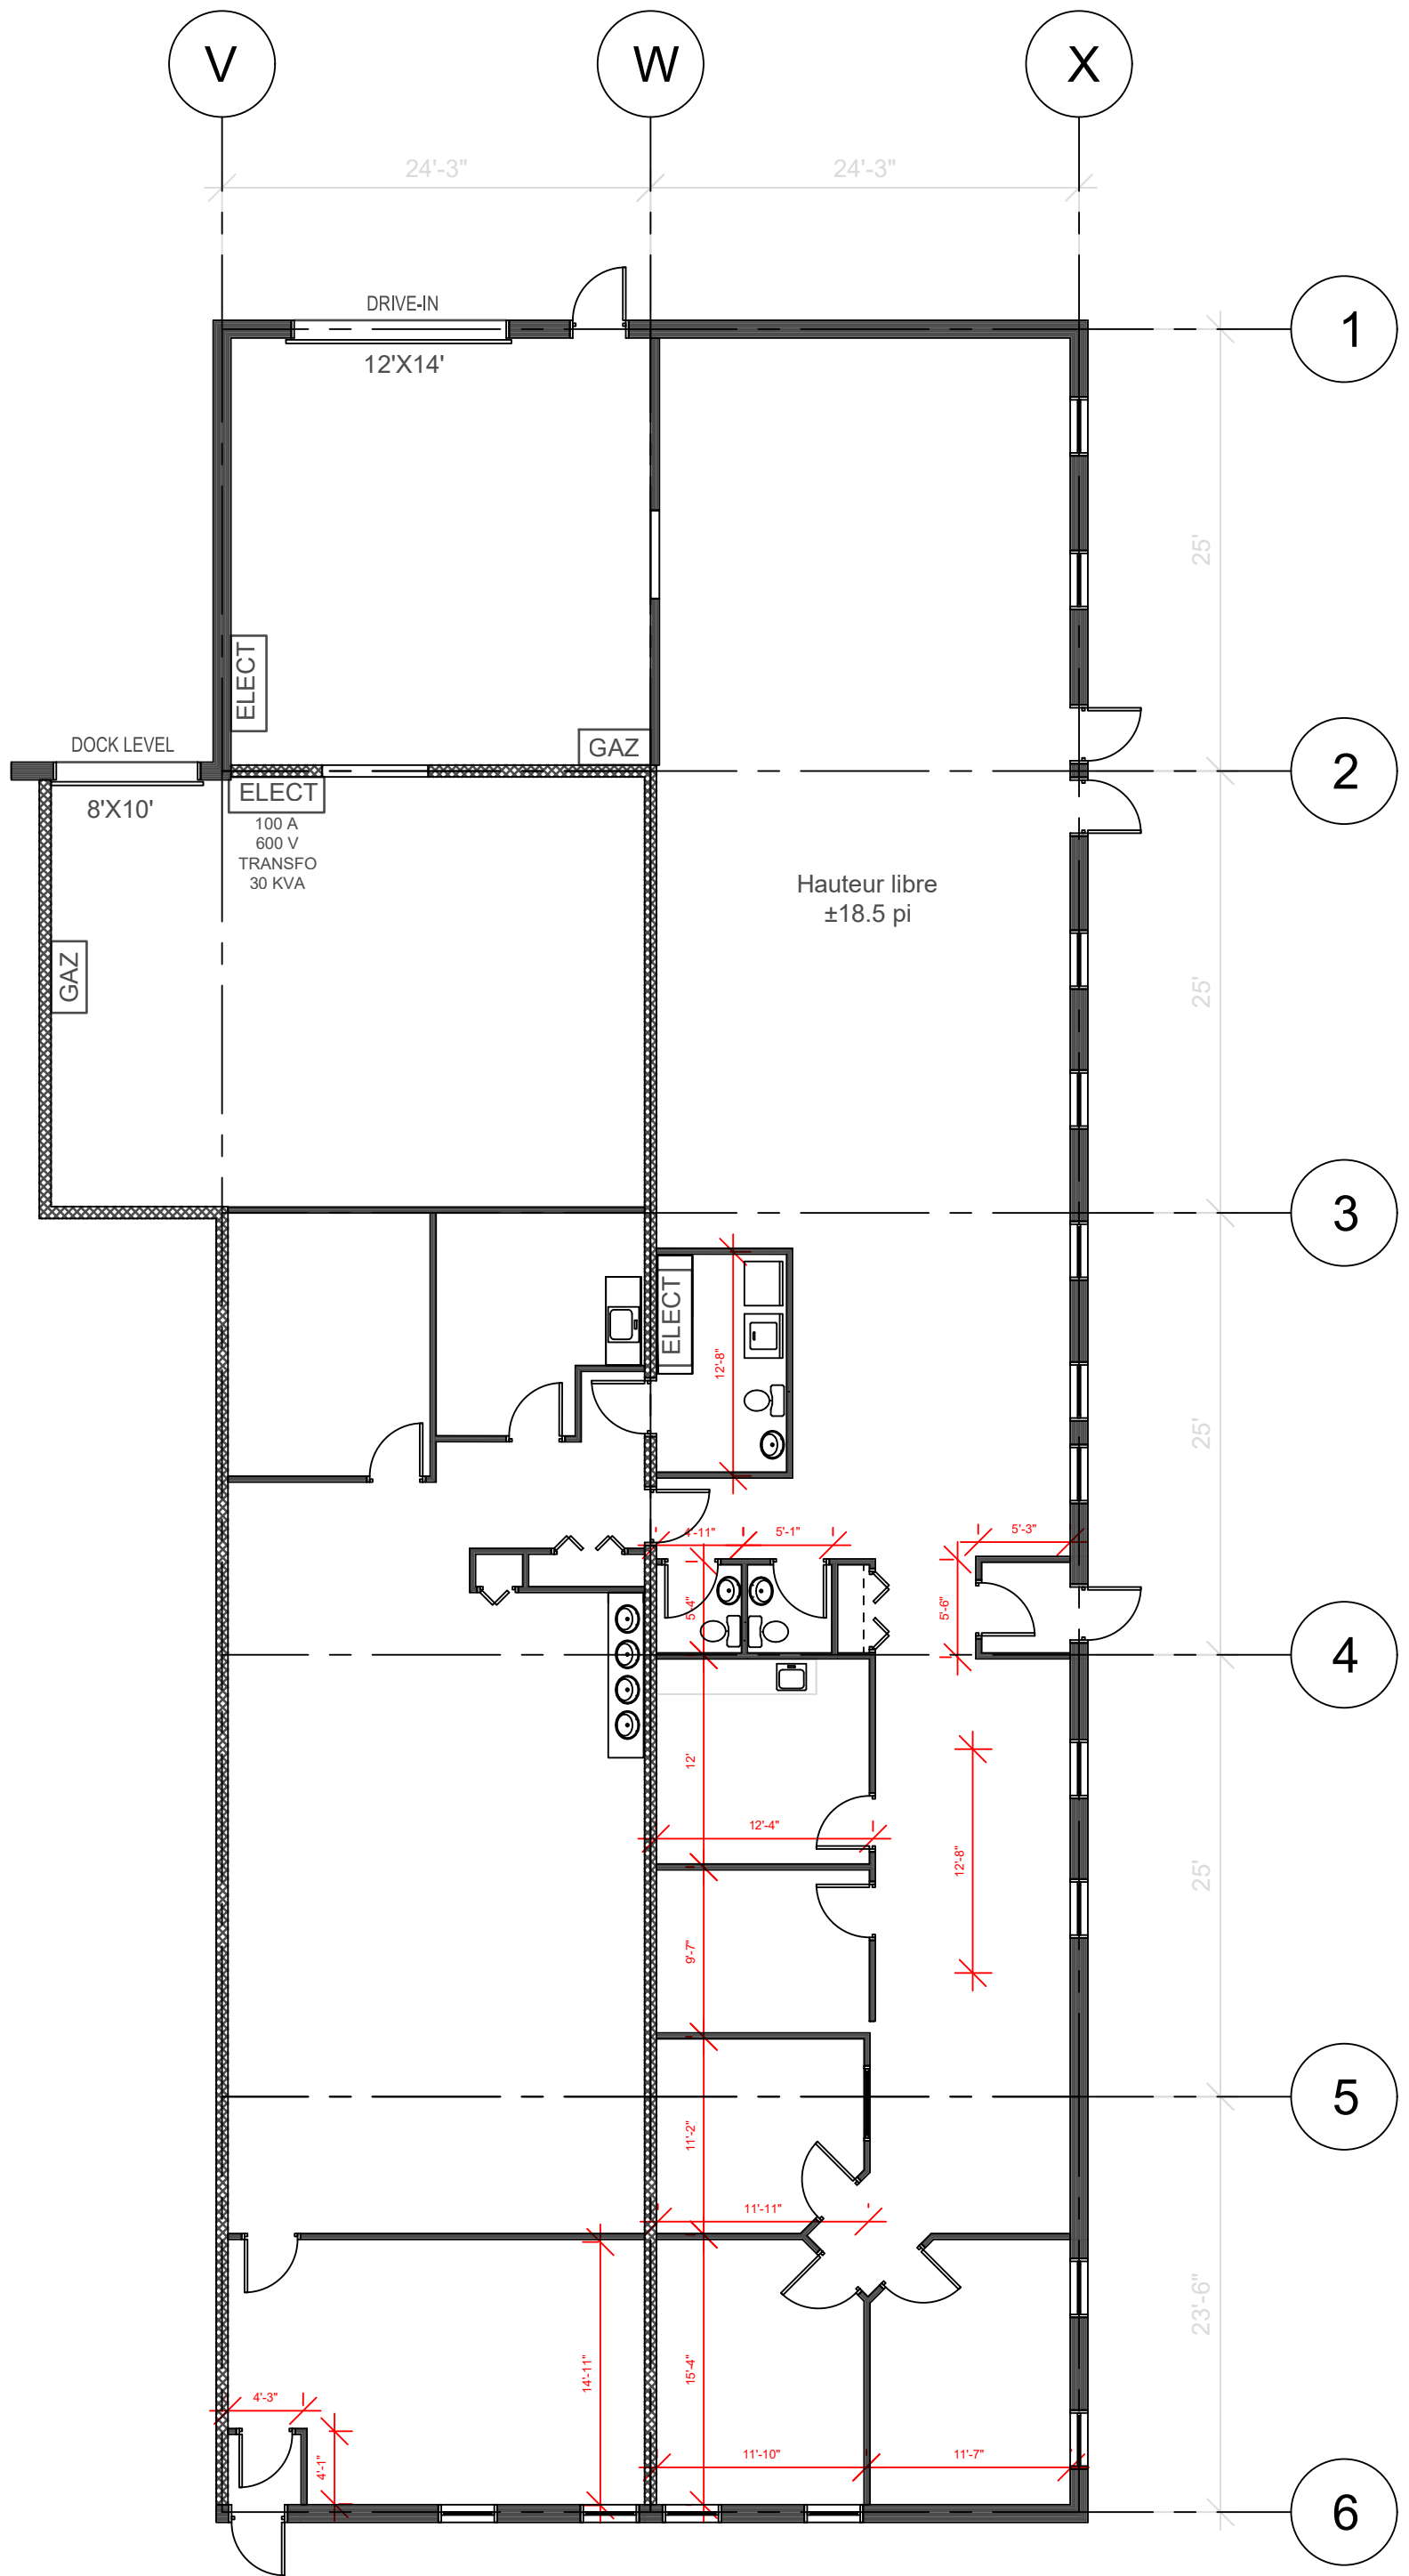 V
W
X
24'-3"
24'-3"
DRIVE-IN
12'X14'
1
25'
ELECT
GAZ
DOCK LEVEL
8'X10'
ELECT
100 A
600 V
TRANSFO
30 KVA
2
Hauteur libre
±18.5 pi
GAZ
25'
3
ELECT
12'-8"
25'
-11"
5'-1"
5'-3"
5'-4"
5'-6"
4
12'
12'-4"
12'-8"
25'
9'-7"
5
11'-2"
11'-11"
23'-6"
14'-11"
15'-4"
4'-3"
4'-1"
11'-10"
11'-7"
6